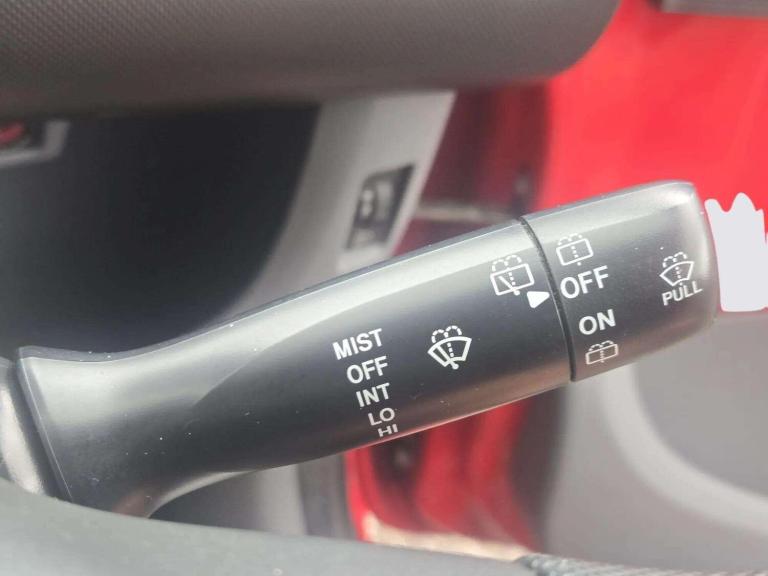 MIST
OFF
INT
LO
HI
OFF
ON
PULL